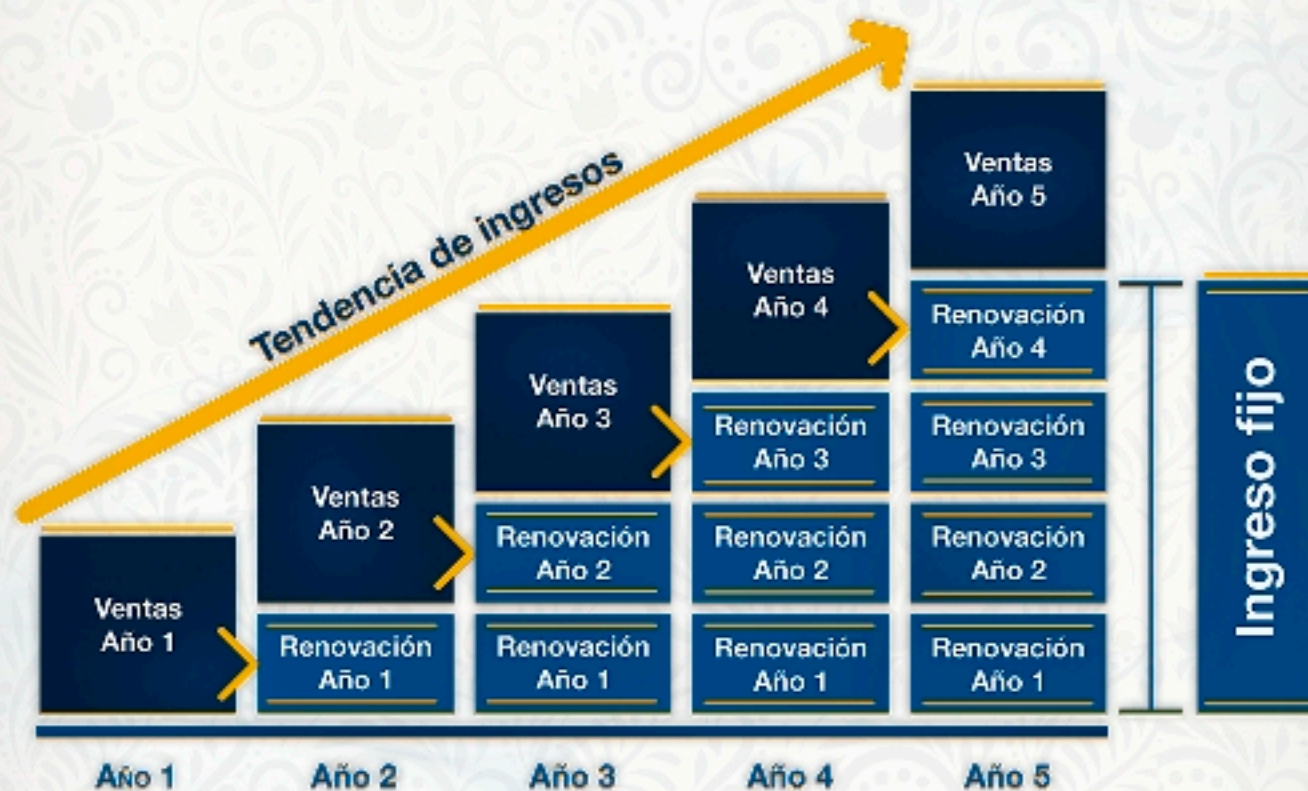 Tendencia de ingresos
Ventas
Año 1
Ventas
Año 2
Renovación
Año 1
Ventas
Año 3
Renovación
Año 2
Renovación
Año 1
Ventas
Año 4
Renovación
Año 3
Renovación
Año 2
Renovación
Año 1
Ventas
Año 5
Renovación
Año 4
Renovación
Año 3
Renovación
Año 2
Renovación
Año 1
Ingreso fijo
Año 1
Año 2
Año 3
Año 4
Año 5